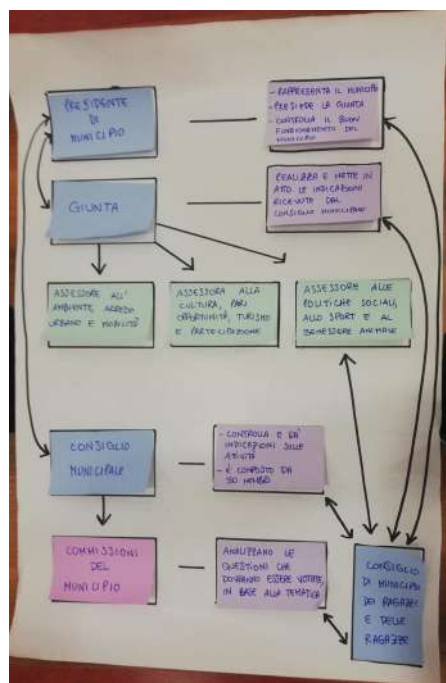 PRESIDENTE
DI
MUNICIPIO
- RAPPRESENTA IL MUNICIPIO
- PRESIEDE LA GIUNTA
- CONTROLLA IL BUON
FUNZIONAMENTO DEL
MUNICIPIO
GIUNTA
REALIZZA E METTE IN
ATTO LE INDICAZIONI
RICEVUTE DAL
CONSIGLIO MUNICIPALE
ASSESSORE ALL'
AMBIENTE, ARREDO
URBANO E MOBILITÀ
ASSESSORA ALLA
CULTURA, PARI
OPPORTUNITÀ, TURISMO
E PARTECIPAZIONE
ASSESSORA ALLE
POLITICHE SOCIALI,
ALLO SPORT E AL
BENESSERE ANIMALE
CONSIGLIO
MUNICIPALE
- CONTROLLA E DÀ
INDICAZIONI SULLE
ATIVITÀ
- È COMPOSTO DA
30 MEMBRI
COMMISSIONI
DEL
MUNICIPIO
ANALIZZANO LE
QUESTIONI CHE
DOVRANNO ESSERE VOTATE,
IN BASE ALLA TEMATICA
CONSIGLIO
DI MUNICIPIO
DEI RAGAZZI
E DELLE
RAGAZZE